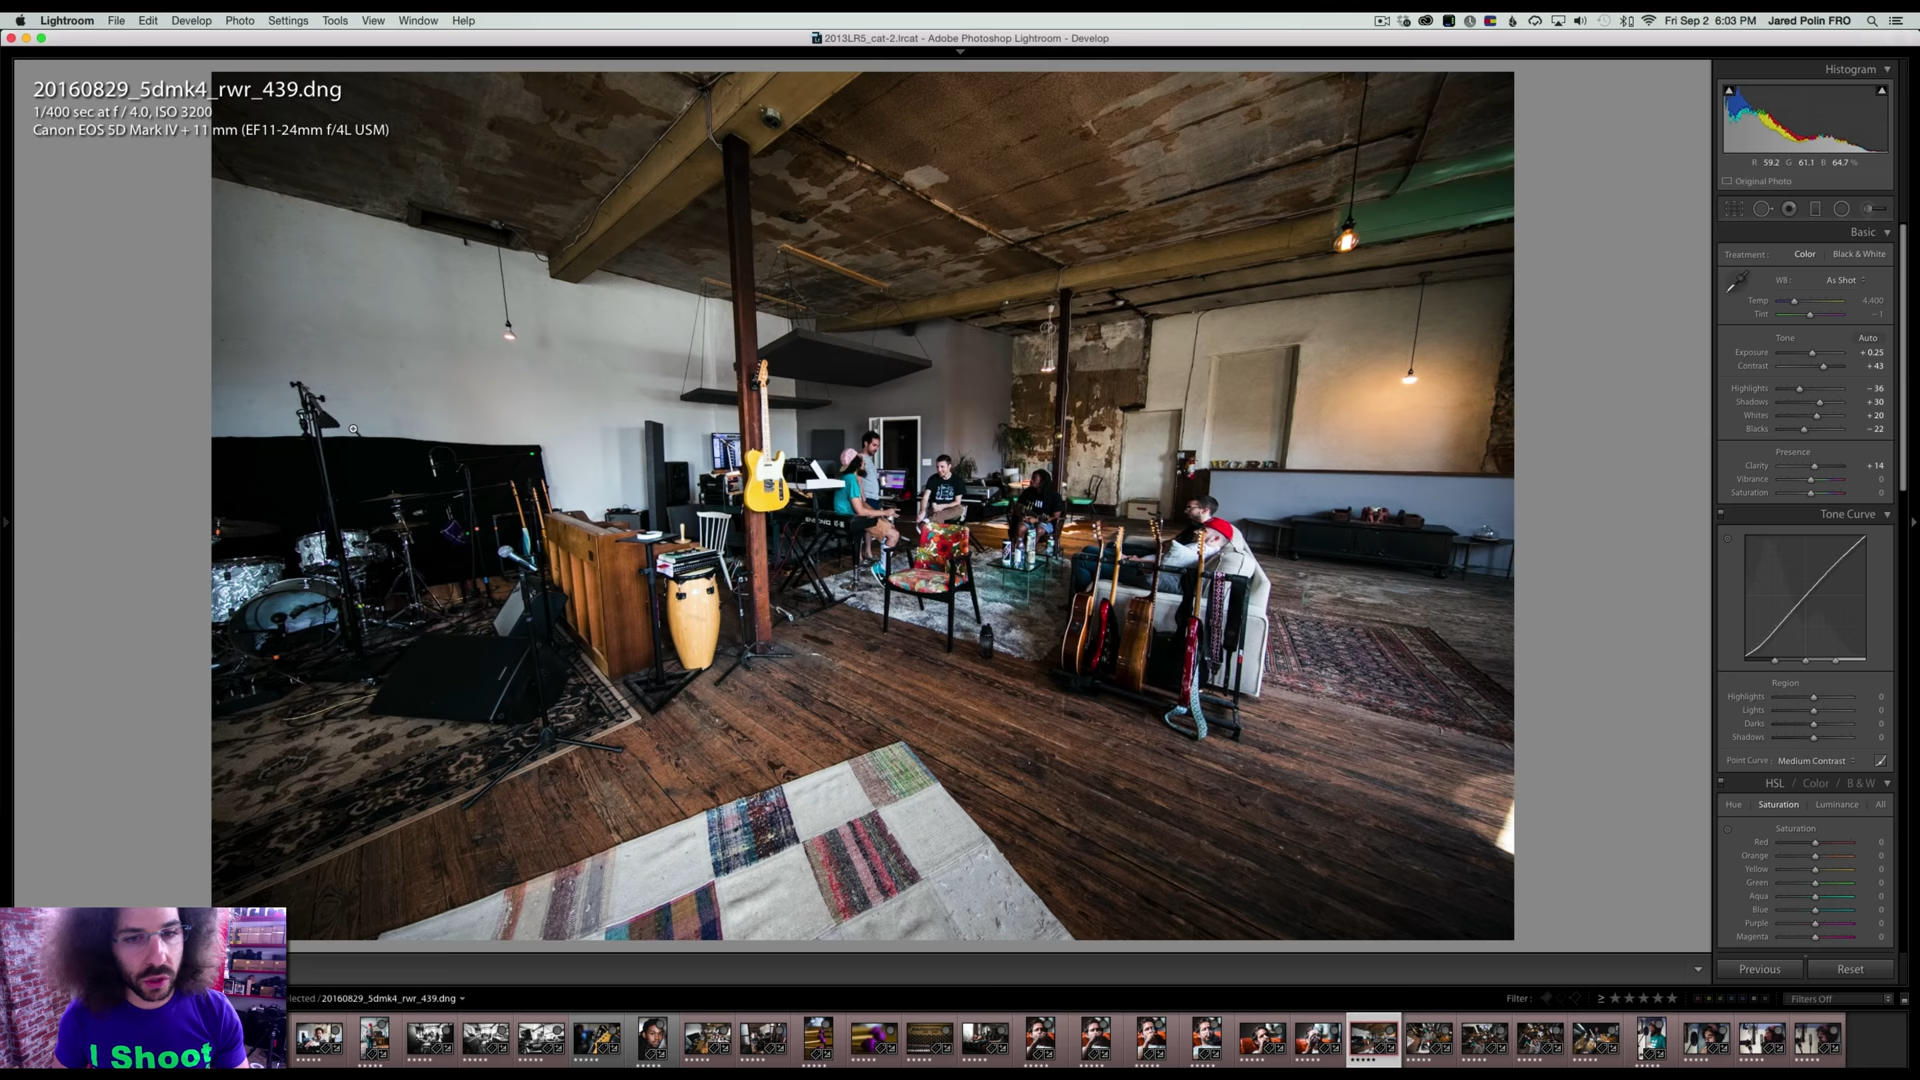 Lightroom File Edit Develop Photo Settings Tools View Window Help
Fri Sep 2 6:03 PM Jared Polin FRO
2013LR5_cat-2.lrcat - Adobe Photoshop Lightroom - Develop
20160829_5dmk4_rwr_439.dng
1/400 sec at f / 4.0, ISO 3200
Canon EOS 5D Mark IV + 11 mm (EF11-24mm f/4L USM)
Histogram
R 59.2 G 61.1 B 64.7 %
Original Photo
Basic
Treatment : Color Black & White
WB : As Shot
Temp 4,400
Tint − 1
Tone Auto
Exposure + 0.25
Contrast + 43
Highlights − 36
Shadows + 30
Whites + 20
Blacks − 22
Presence
Clarity + 14
Vibrance 0
Saturation 0
Tone Curve
Region
Highlights 0
Lights 0
Darks 0
Shadows 0
Point Curve : Medium Contrast
HSL / Color / B & W
Hue Saturation Luminance All
Saturation
Red 0
Orange 0
Yellow 0
Green 0
Aqua 0
Blue 0
Purple 0
Magenta 0
Previous Reset
lected / 20160829_5dmk4_rwr_439.dng
Filter : ≥ ★★★★★ Filters Off
I Shoot